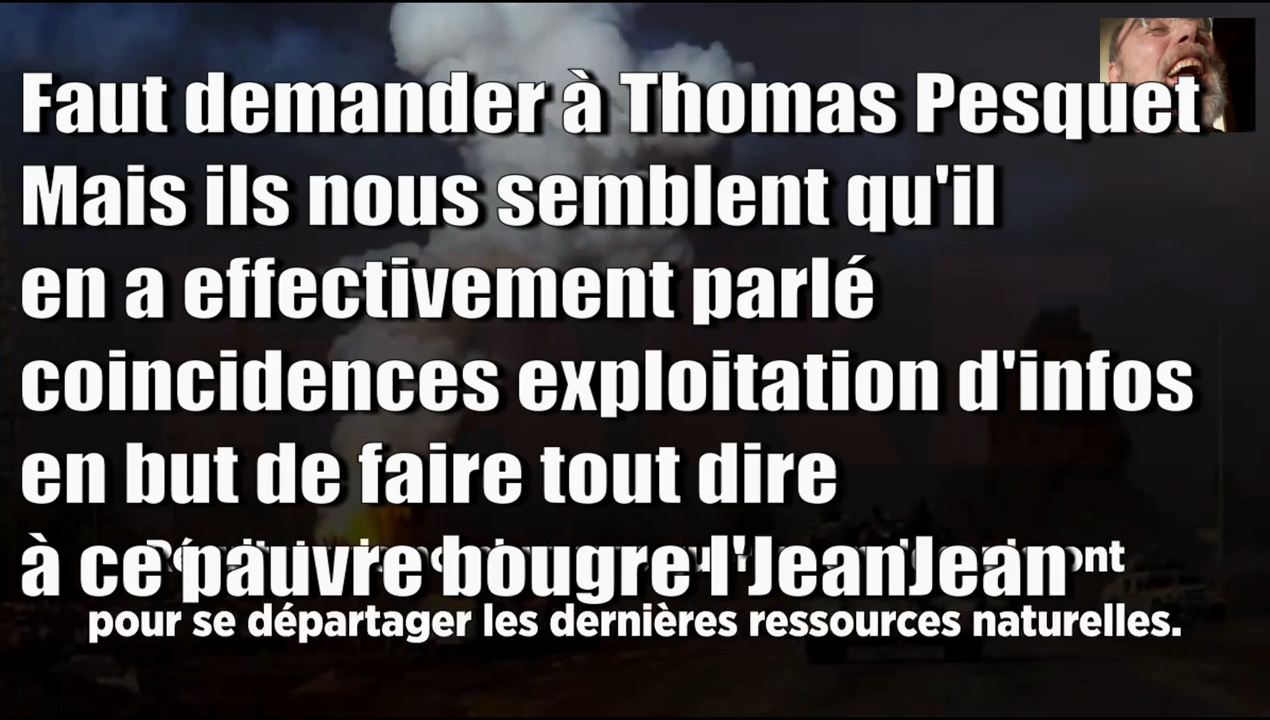 Faut demander à Thomas Pesquet
Mais ils nous semblent qu'il
en a effectivement parlé
coincidences exploitation d'infos
en but de faire tout dire
à ce pauvre bougre l'JeanJean
pour se départager les dernières ressources naturelles.